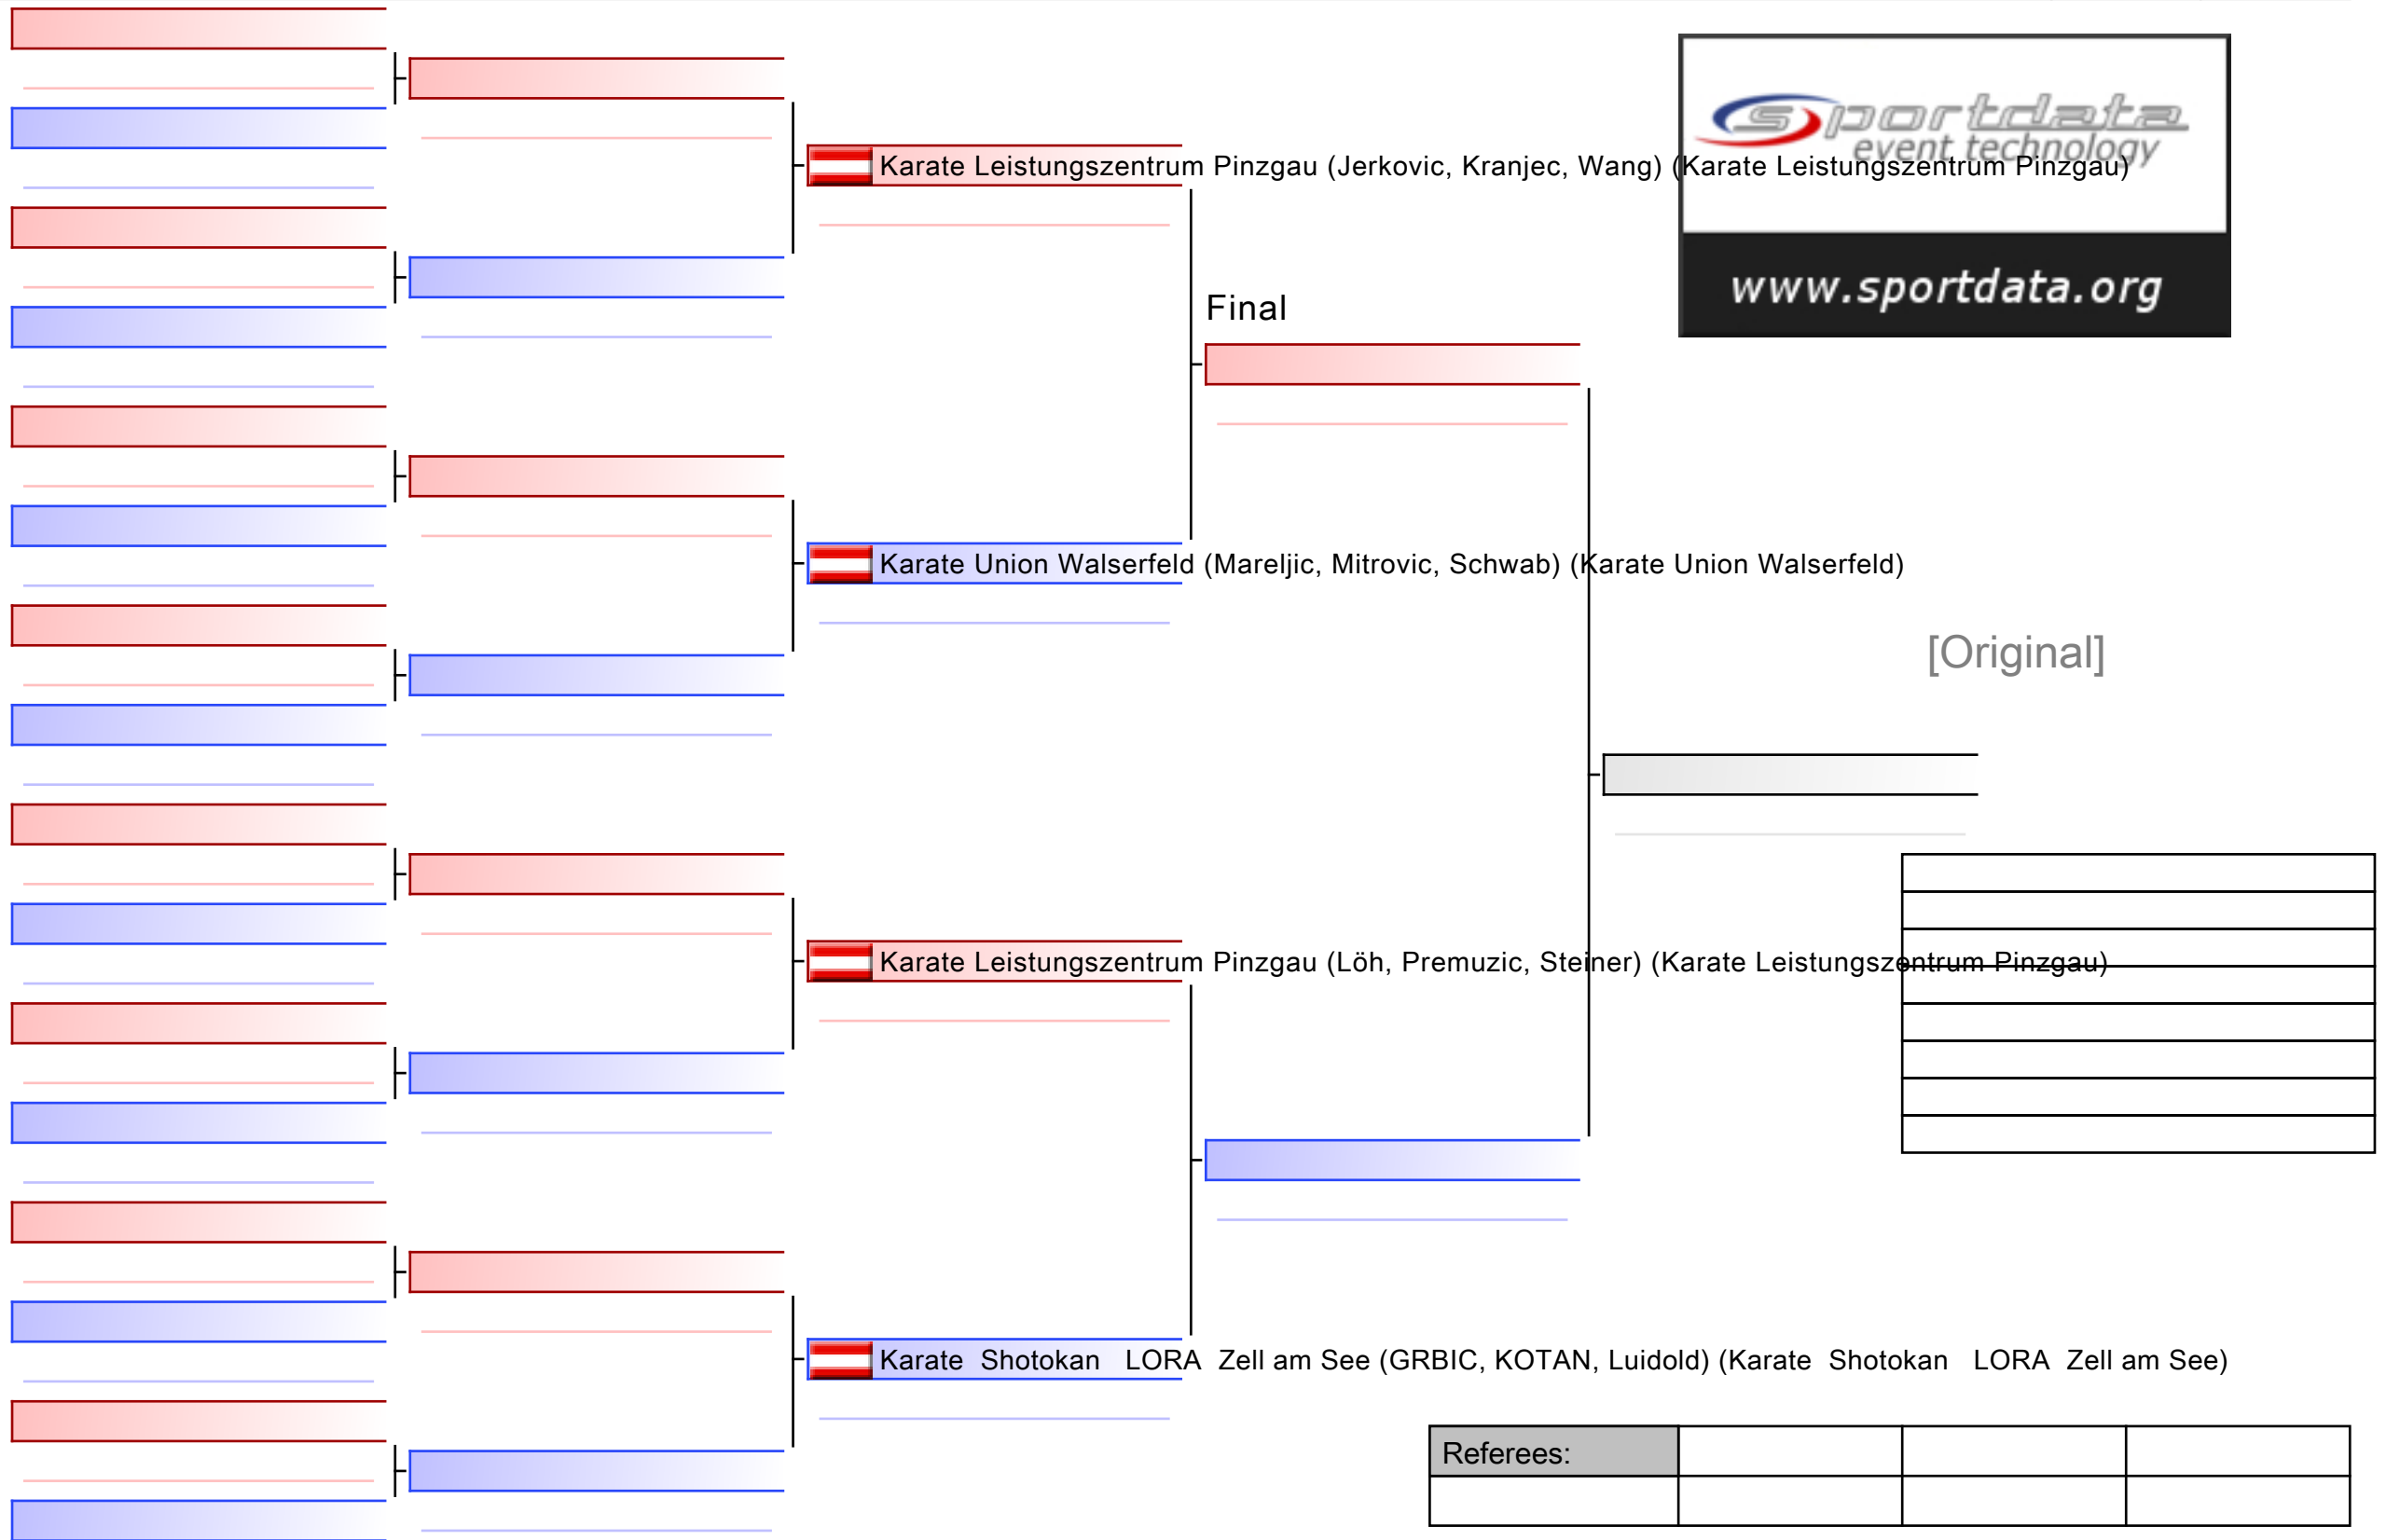 sportdata
event technology
Karate Leistungszentrum Pinzgau (Jerkovic, Kranjec, Wang) (Karate Leistungszentrum Pinzgau)
www.sportdata.org
Final
Karate Union Walserfeld (Mareljic, Mitrovic, Schwab) (Karate Union Walserfeld)
[Original]
Karate Leistungszentrum Pinzgau (Löh, Premuzic, Steiner) (Karate Leistungszentrum Pinzgau)
Karate Shotokan LORA Zell am See (GRBIC, KOTAN, Luidold) (Karate Shotokan LORA Zell am See)
Referees: